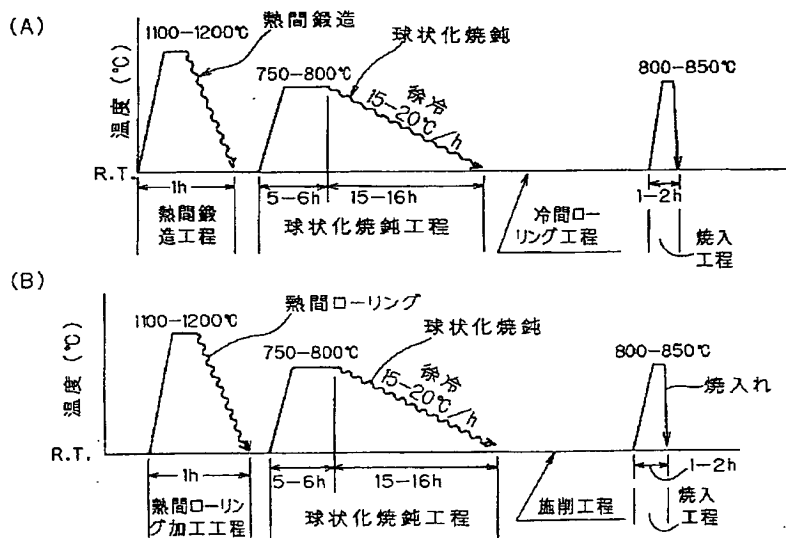 (A)
1100-1200℃
熱間鍛造
球状化焼鈍
750-800℃
徐冷
15-20℃/h
800-850℃
温度(℃)
R.T.
1h
5-6h
15-16h
1-2h
熱間鍛
造工程
球状化焼鈍工程
冷間ロー
リング工程
焼入
工程
(B)
1100-1200℃
熱間ローリング
球状化焼鈍
750-800℃
徐冷
15-20℃/h
800-850℃
焼入れ
温度(℃)
R.T.
1h
5-6h
15-16h
1-2h
熱間ローリン
グ加工工程
球状化焼鈍工程
施削工程
焼入
工程